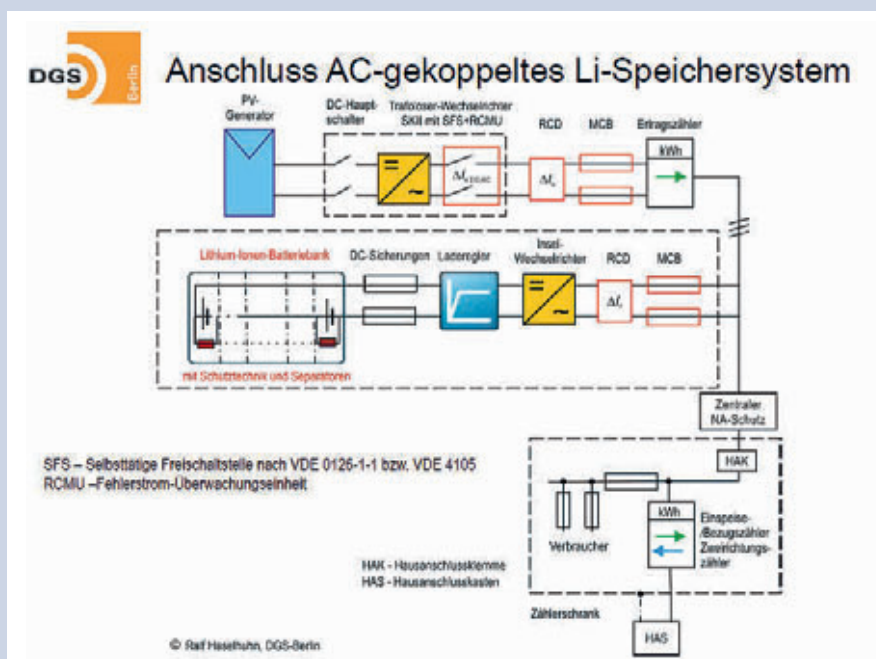 DGS
Berlin
Anschluss AC-gekoppeltes Li-Speichersystem
PV-
Generator
DC-Haupt-
schalter
Trafoloser-Wechselrichter
SKIII mit SFS+RCMU
RCD
MCB
Ertragszähler
kWh
Lithium-Ionen-Batteriebank
DC-Sicherungen
Laderegler
Insel-
Wechselrichter
RCD
MCB
mit Schutztechnik und Separatoren
Zentraler
NA-Schutz
SFS – Selbsttätige Freischaltstelle nach VDE 0126-1-1 bzw. VDE 4105
RCMU –Fehlerstrom-Überwachungseinheit
HAK
kWh
Verbraucher
Einspeise-
/Bezugszähler
Zweirichtungs-
zähler
HAK - Hausanschlussklemme
HAS - Hausanschlusskasten
Zählerschrank
HAS
© Ralf Haselhuhn, DGS-Berlin